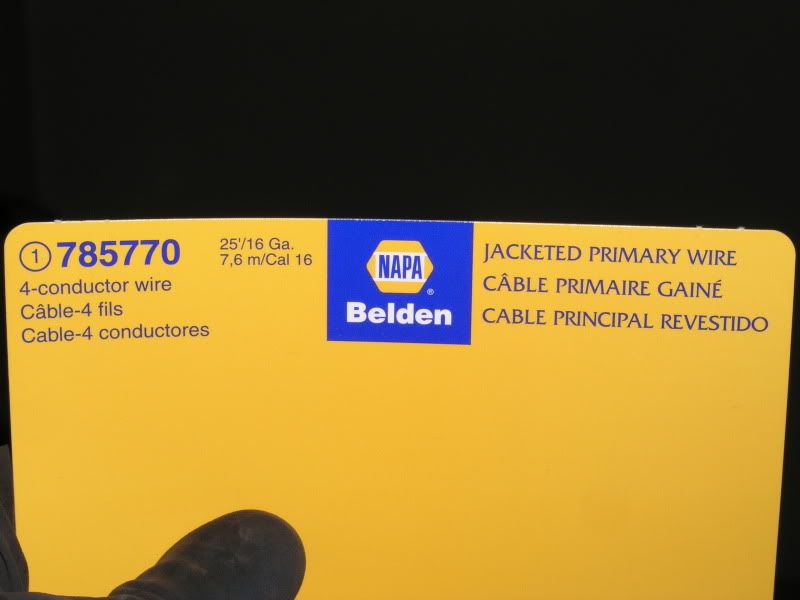 ① 785770
25'/16 Ga.
7,6 m/Cal 16
4-conductor wire
Câble-4 fils
Cable-4 conductores
NAPA®
Belden
JACKETED PRIMARY WIRE
CÂBLE PRIMAIRE GAINÉ
CABLE PRINCIPAL REVESTIDO